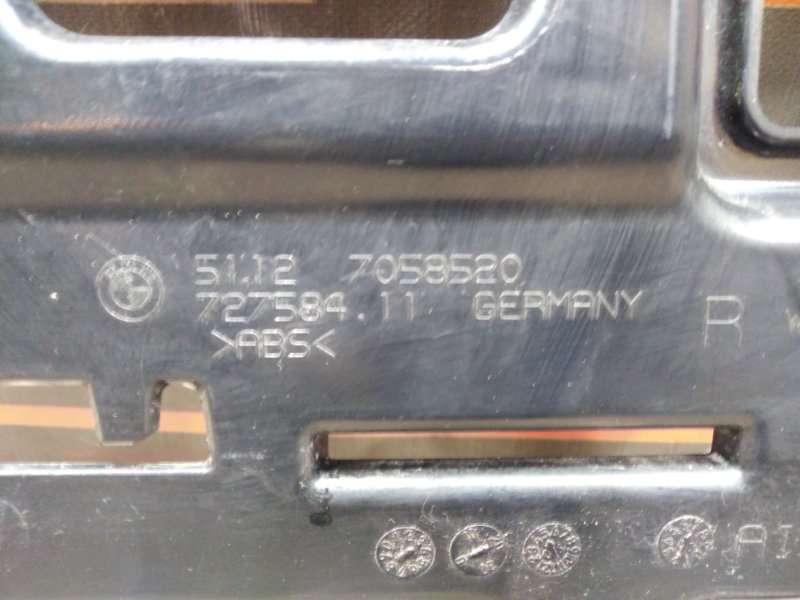 51.12 7058520
727584.11 GERMANY
>ABS<
R